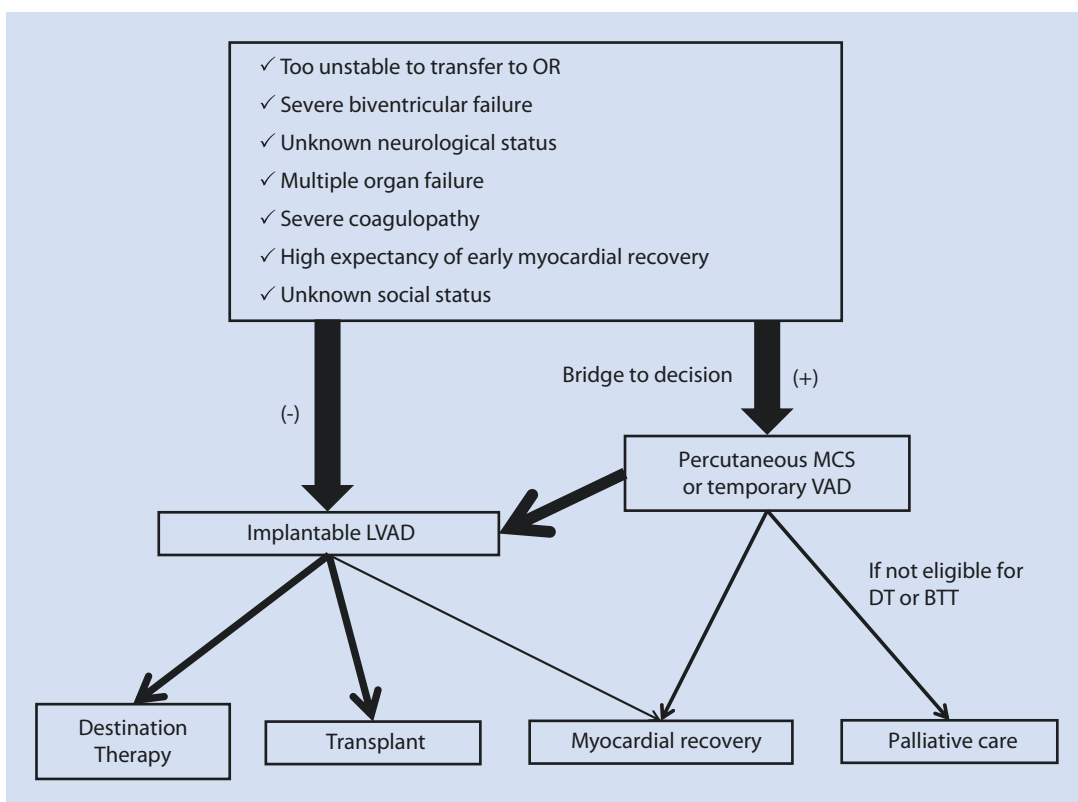 ✓ Too unstable to transfer to OR
✓ Severe biventricular failure
✓ Unknown neurological status
✓ Multiple organ failure
✓ Severe coagulopathy
✓ High expectancy of early myocardial recovery
✓ Unknown social status
Bridge to decision
(+)
(-)
Percutaneous MCS
or temporary VAD
Implantable LVAD
If not eligible for
DT or BTT
Destination
Therapy
Transplant
Myocardial recovery
Palliative care